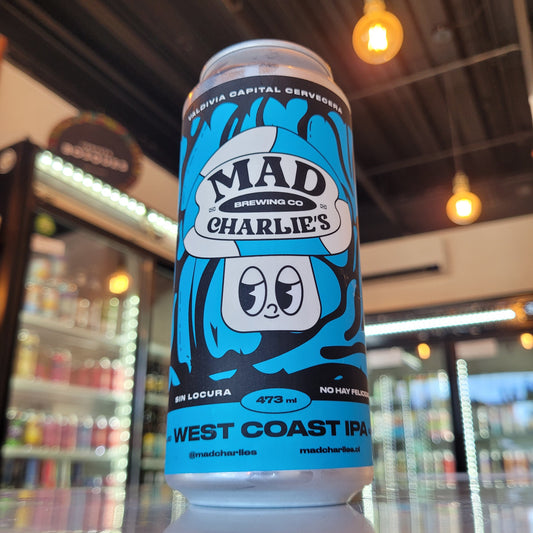 VALDIVIA CAPITAL CERVECERA
MAD
BREWING CO
CHARLIE'S
SIN LOCURA
NO HAY FELICID
473 ml
WEST COAST IPA
@madcharlies
madcharlies.cl